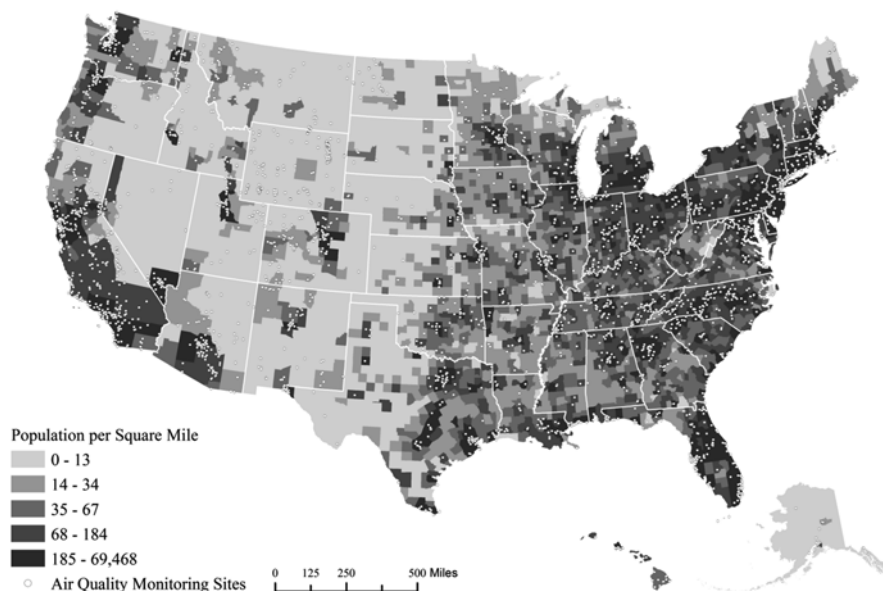 Population per Square Mile
0 - 13
14 - 34
35 - 67
68 - 184
185 - 69,468
Air Quality Monitoring Sites
0 125 250 500 Miles